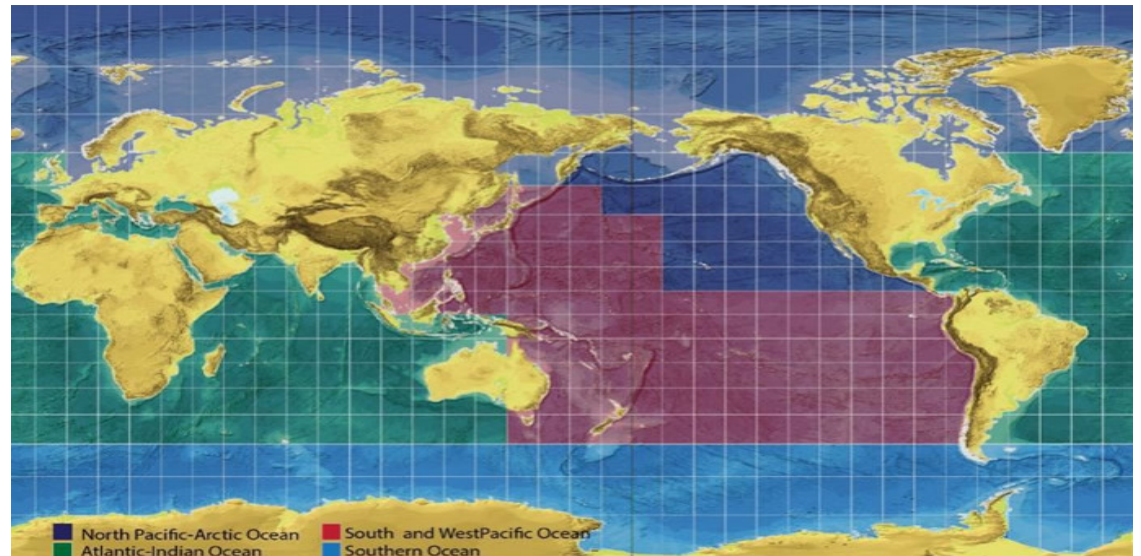 North Pacific-Arctic Ocean
South and WestPacific Ocean
Atlantic-Indian Ocean
Southern Ocean